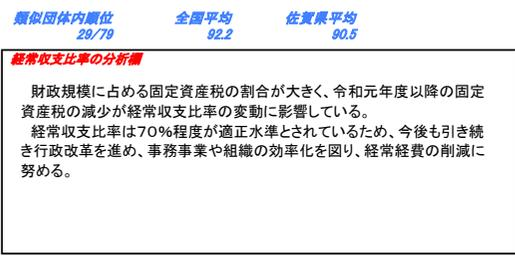 類似団体内順位 全国平均 佐賀県平均
29/79 92.2 90.5
経常収支比率の分析欄
財政規模に占める固定資産税の割合が大きく、令和元年度以降の固定
資産税の減少が経常収支比率の変動に影響している。
経常収支比率は70%程度が適正水準とされているため、今後も引き続
き行政改革を進め、事務事業や組織の効率化を図り、経常経費の削減に
努める。